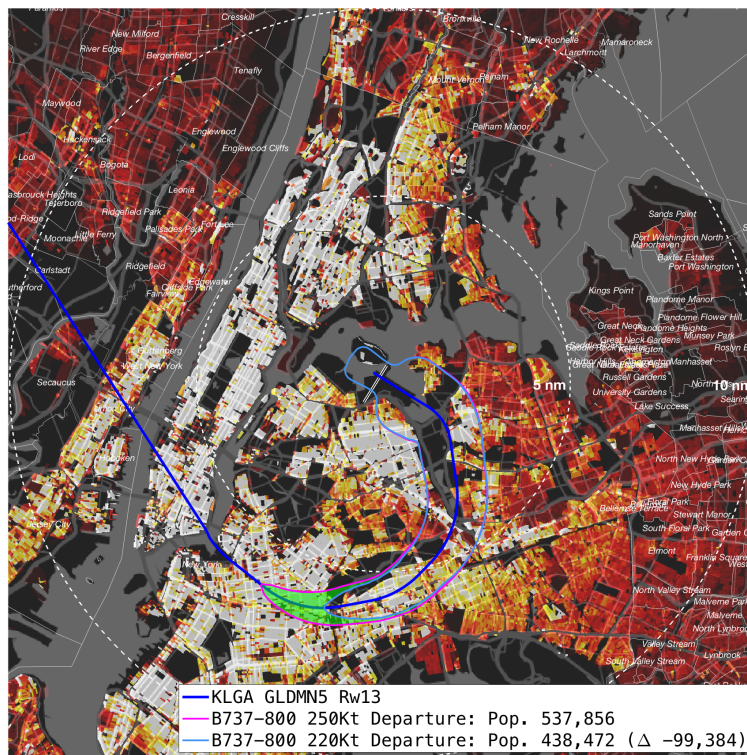 Cresskill
New Milford
River Edge
Bergenfield
Tenafly
Bronxville
New Rochelle
Mamaroneck
Larchmont
Mount Vernon
Pelham
Maywood
Hackensack
Englewood
Englewood Cliffs
Pelham Manor
Lodi
Bogota
Leonia
Teterboro
Ridgefield Park
Little Ferry
Palisades Park
Fort Lee
Moonachie
Sands Point
Port Washington North
Manorhaven
Baxter Estates
Port Washington
Carlstadt
Ridgefield
Edgewater
Cliffside Park
Fairview
Kings Point
Plandome Manor
Plandome Flower Hill
Great Neck
Plandome Heights
Munsey Park
Great Neck Gardens
Kensington
Guttenberg
West New York
Thomaston
Manhasset
Secaucus
Russell Gardens
5 nm
10 nm
University Gardens
Lake Success
Union City
Hoboken
North New Hyde Park
New Hyde Park
Floral Park
Bellerose Terrace
Stewart Manor
Jersey City
South Floral Park
Elmont
Franklin Square
New York
North Valley Stream
Malverne Park
Malverne
North Lynbrook
Valley Stream
Lynbrook
South Valley Stream
KLGA GLDMN5 Rw13
B737-800 250Kt Departure: Pop. 537,856
B737-800 220Kt Departure: Pop. 438,472 (Δ -99,384)